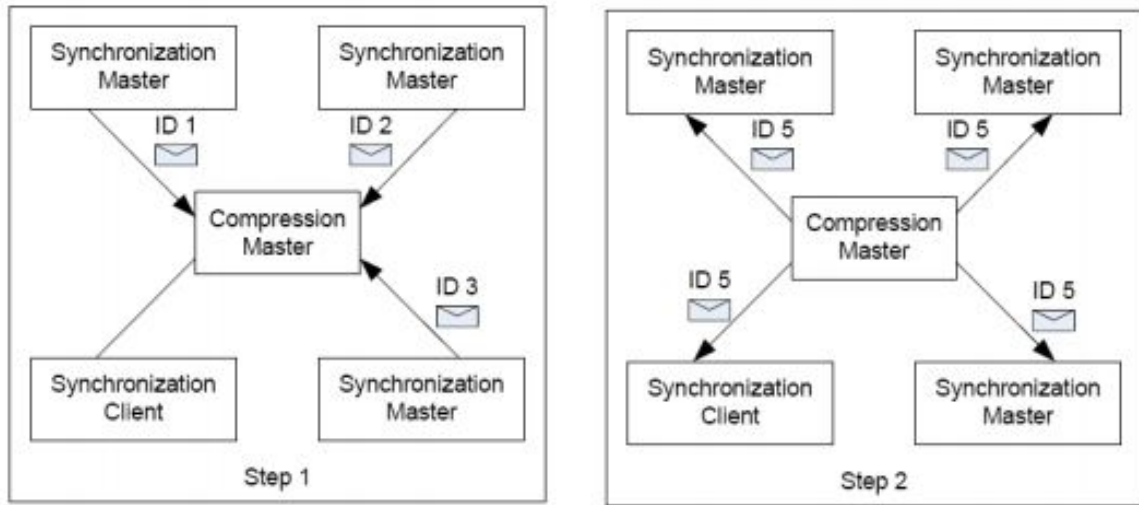 Synchronization
Master
Synchronization
Master
ID 1
ID 2
Compression
Master
ID 3
Synchronization
Client
Synchronization
Master
Step 1
Synchronization
Master
Synchronization
Master
ID 5
ID 5
Compression
Master
ID 5
ID 5
Synchronization
Client
Synchronization
Master
Step 2